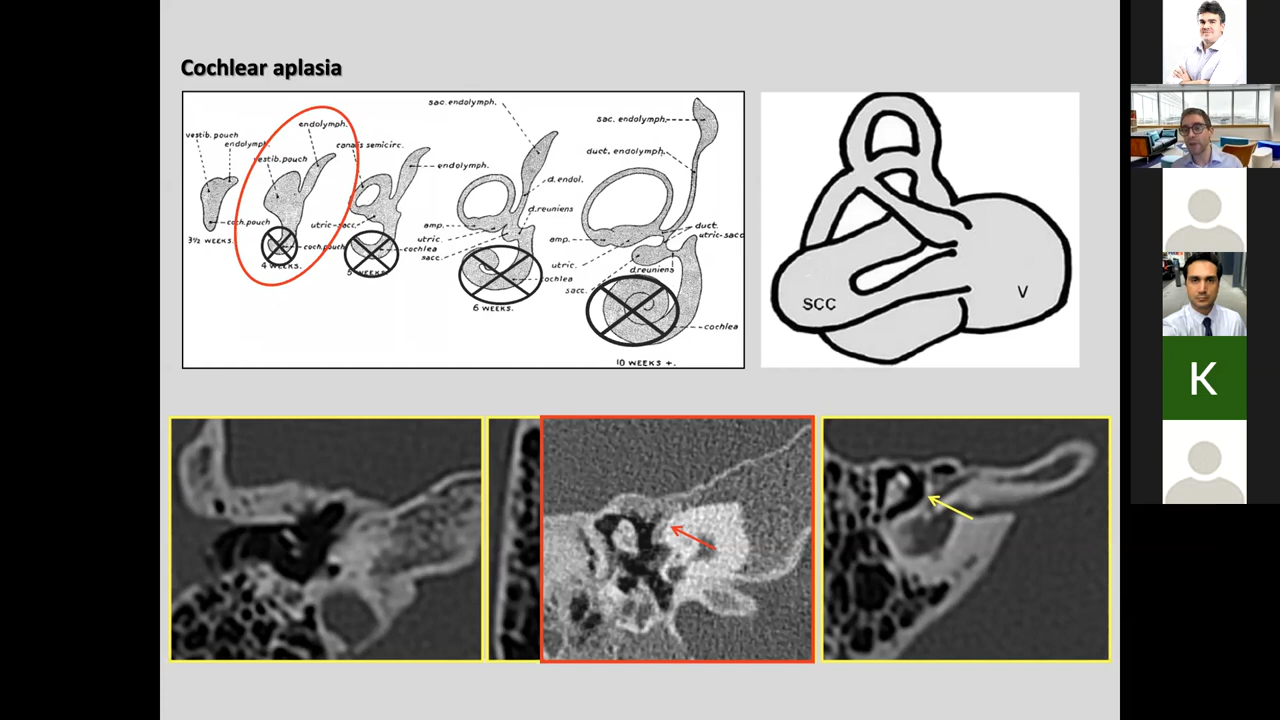 Cochlear aplasia
sac. endolymph.
vestib. pouch
endolymph.
endolymph.
vestib. pouch
canalis semicirc.
endolymph.
coch. pouch
3½ WEEKS.
coch. pouch
4 WEEKS.
utric-sacc.
cochlea
5 WEEKS
d. endol.
d. reuniens
amp.
utric.
sacc.
cochlea
6 WEEKS.
sac. endolymph.
duct. endolymph.
duct.
utric-sacc
amp.
utric.
d. reuniens
sacc.
cochlea
10 WEEKS +.
SCC
V
K